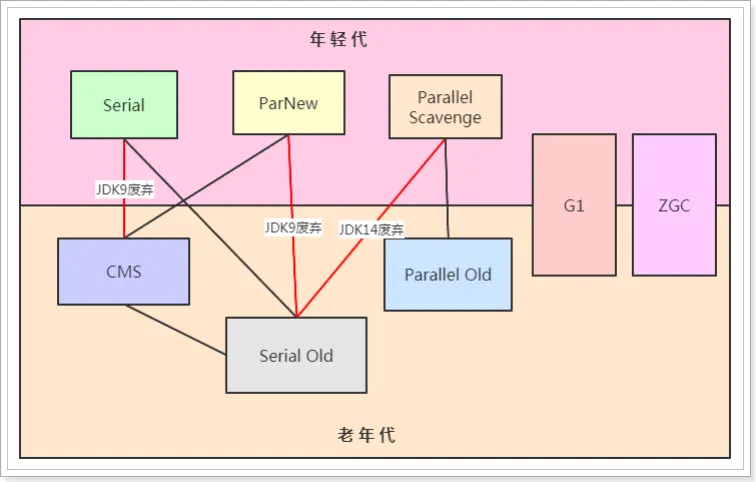 年轻代
Serial
ParNew
Parallel
Scavenge
JDK9废弃
JDK9废弃
JDK14废弃
G1
ZGC
CMS
Parallel Old
Serial Old
老年代